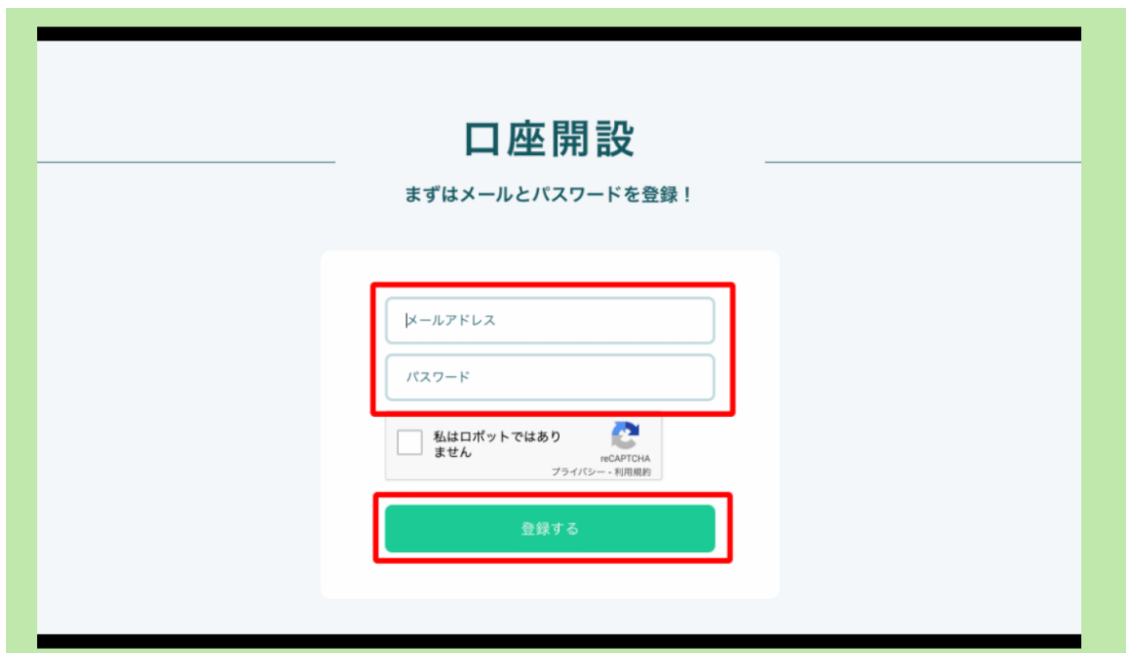 口座開設
まずはメールとパスワードを登録！
メールアドレス
パスワード
私はロボットではあり
ません
reCAPTCHA
プライバシー - 利用規約
登録する